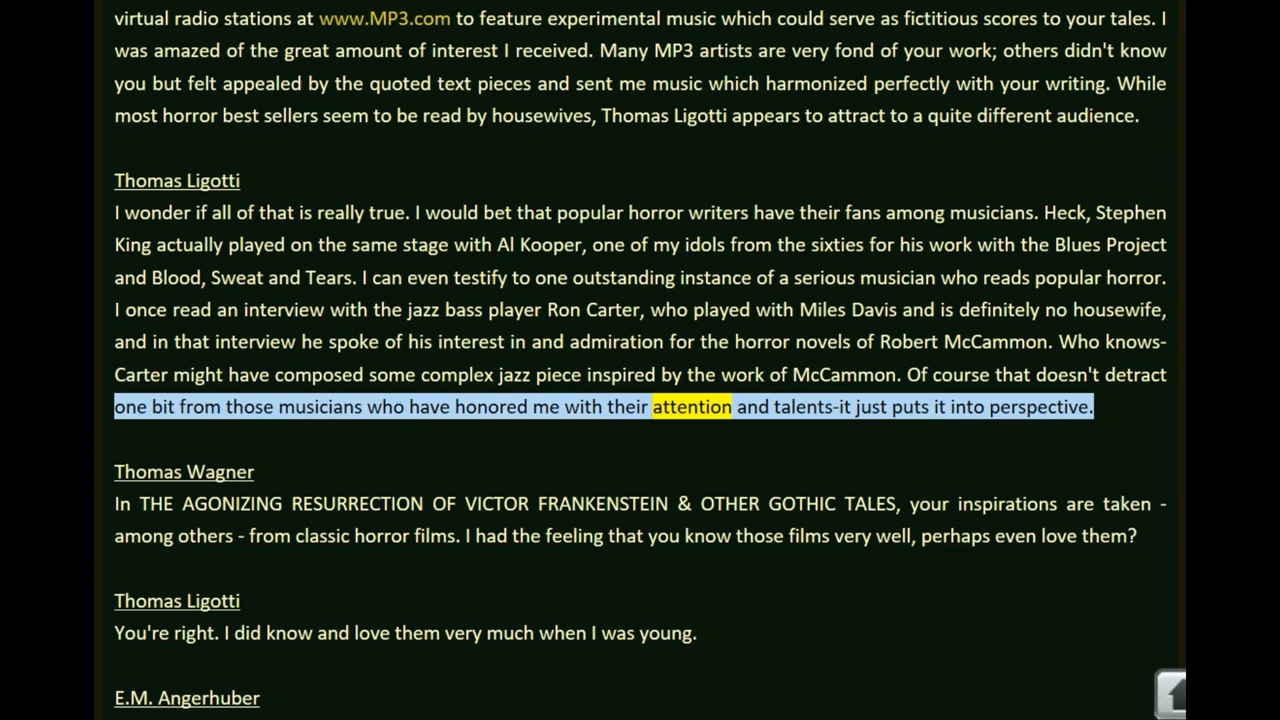 virtual radio stations at www.MP3.com to feature experimental music which could serve as fictitious scores to your tales. I
was amazed of the great amount of interest I received. Many MP3 artists are very fond of your work; others didn't know
you but felt appealed by the quoted text pieces and sent me music which harmonized perfectly with your writing. While
most horror best sellers seem to be read by housewives, Thomas Ligotti appears to attract to a quite different audience.
Thomas Ligotti
I wonder if all of that is really true. I would bet that popular horror writers have their fans among musicians. Heck, Stephen
King actually played on the same stage with Al Kooper, one of my idols from the sixties for his work with the Blues Project
and Blood, Sweat and Tears. I can even testify to one outstanding instance of a serious musician who reads popular horror.
I once read an interview with the jazz bass player Ron Carter, who played with Miles Davis and is definitely no housewife,
and in that interview he spoke of his interest in and admiration for the horror novels of Robert McCammon. Who knows-
Carter might have composed some complex jazz piece inspired by the work of McCammon. Of course that doesn't detract
one bit from those musicians who have honored me with their attention and talents-it just puts it into perspective.
Thomas Wagner
In THE AGONIZING RESURRECTION OF VICTOR FRANKENSTEIN & OTHER GOTHIC TALES, your inspirations are taken -
among others - from classic horror films. I had the feeling that you know those films very well, perhaps even love them?
Thomas Ligotti
You're right. I did know and love them very much when I was young.
E.M. Angerhuber